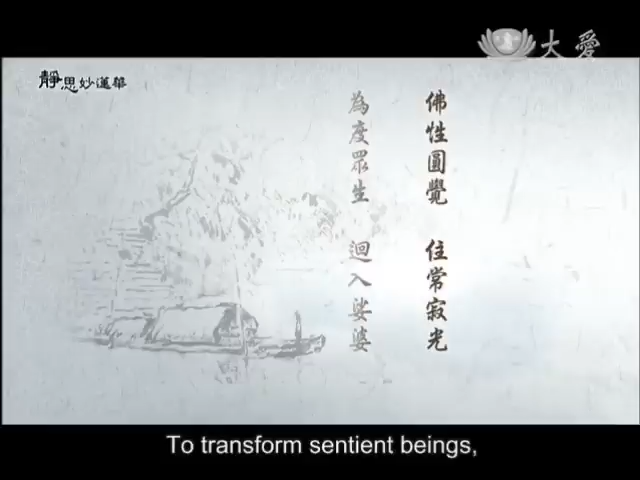 大愛
靜思妙蓮華
佛性圓覺 住常寂光
為度眾生 迴入娑婆
To transform sentient beings,